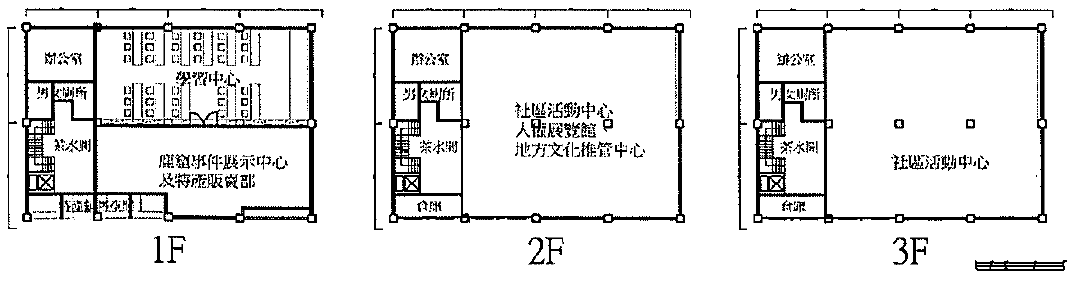 辦公室
學習中心
男女廁所
茶水間
鹿窟事件展示中心
及特產販賣部
1F
辦公室
男女廁所
茶水間
社區活動中心
人權展覽館
地方文化推管中心
倉庫
2F
辦公室
男女廁所
茶水間
社區活動中心
倉庫
3F